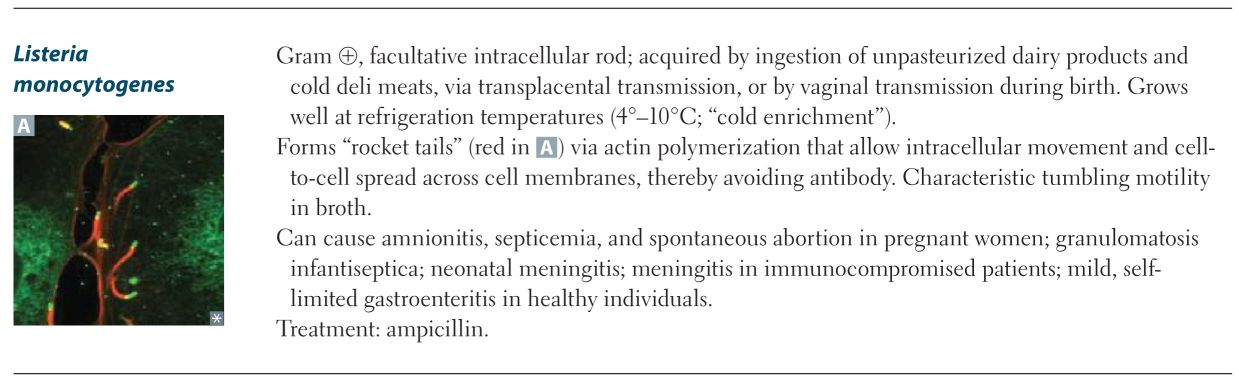 Listeria
monocytogenes
A
*
Gram ⊕, facultative intracellular rod; acquired by ingestion of unpasteurized dairy products and
cold deli meats, via transplacental transmission, or by vaginal transmission during birth. Grows
well at refrigeration temperatures (4°–10°C; “cold enrichment”).
Forms “rocket tails” (red in A) via actin polymerization that allow intracellular movement and cell-
to-cell spread across cell membranes, thereby avoiding antibody. Characteristic tumbling motility
in broth.
Can cause amnionitis, septicemia, and spontaneous abortion in pregnant women; granulomatosis
infantiseptica; neonatal meningitis; meningitis in immunocompromised patients; mild, self-
limited gastroenteritis in healthy individuals.
Treatment: ampicillin.